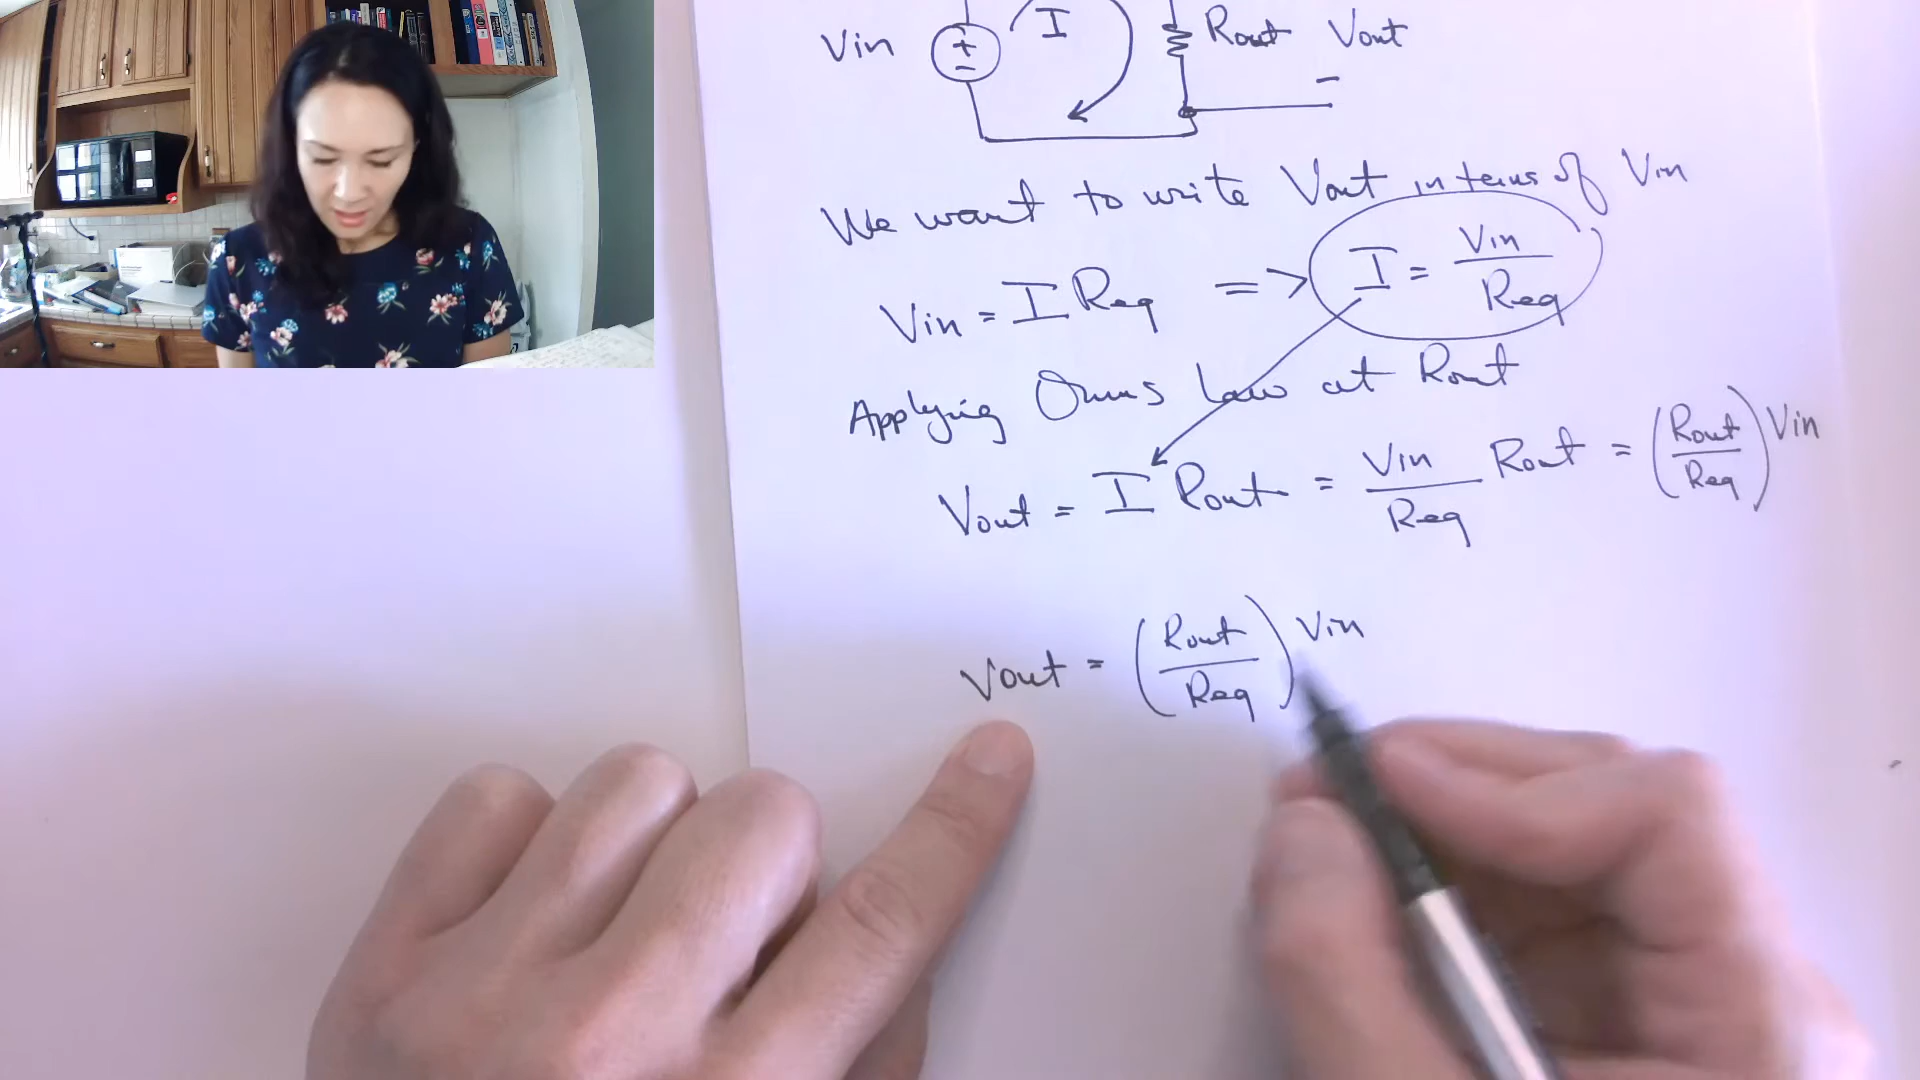 Vin + - I Rout Vout -
We want to write Vout in terms of Vin
Vin = I Req => I = Vin / Req
Applying Ohms Law at Rout
Vout = I Rout = Vin / Req Rout = (Rout / Req) Vin
Vout = (Rout / Req) Vin